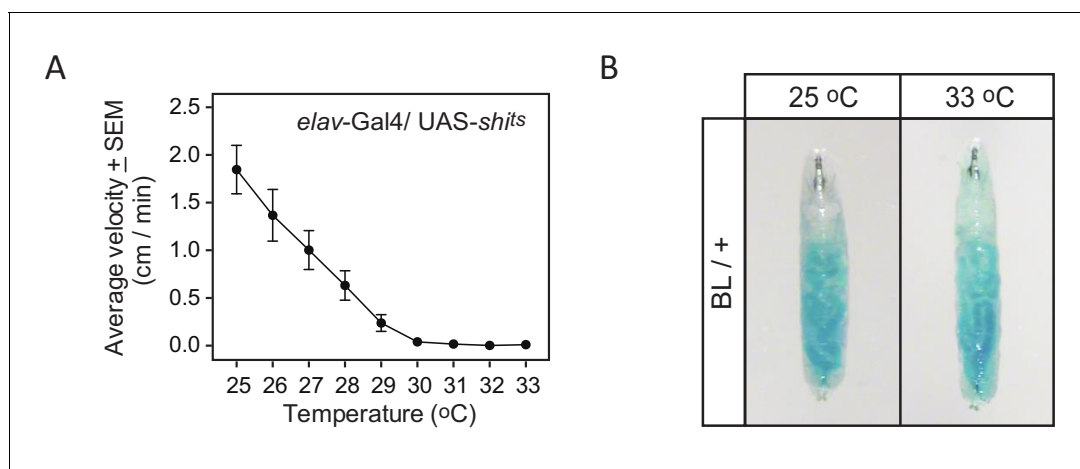 A
Average velocity ± SEM
(cm / min)
2.5
2.0
1.5
1.0
0.5
0.0
elav-Gal4/ UAS-shits
25 26 27 28 29 30 31 32 33
Temperature (ºC)
B
25 ºC 33 ºC
BL / +